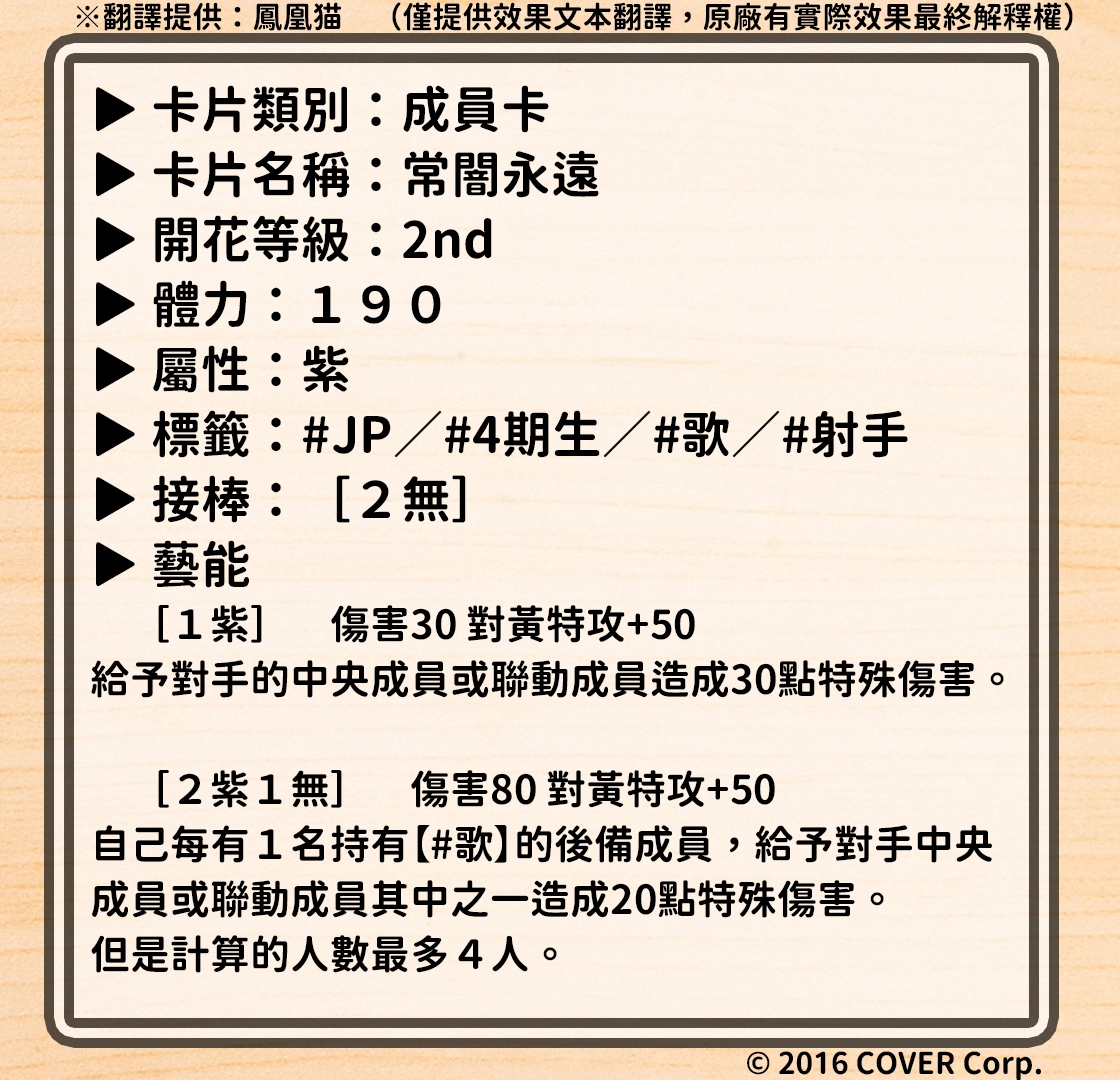 ※翻譯提供：鳳凰猫　（僅提供效果文本翻譯，原廠有實際效果最終解釋權）
▶ 卡片類別：成員卡
▶ 卡片名稱：常闇永遠
▶ 開花等級：2nd
▶ 體力：１９０
▶ 屬性：紫
▶ 標籤：#JP／#4期生／#歌／#射手
▶ 接棒：［２無］
▶ 藝能
［１紫］　傷害30 對黃特攻+50
給予對手的中央成員或聯動成員造成30點特殊傷害。
［２紫１無］　傷害80 對黃特攻+50
自己每有１名持有【#歌】的後備成員，給予對手中央
成員或聯動成員其中之一造成20點特殊傷害。
但是計算的人數最多４人。
© 2016 COVER Corp.